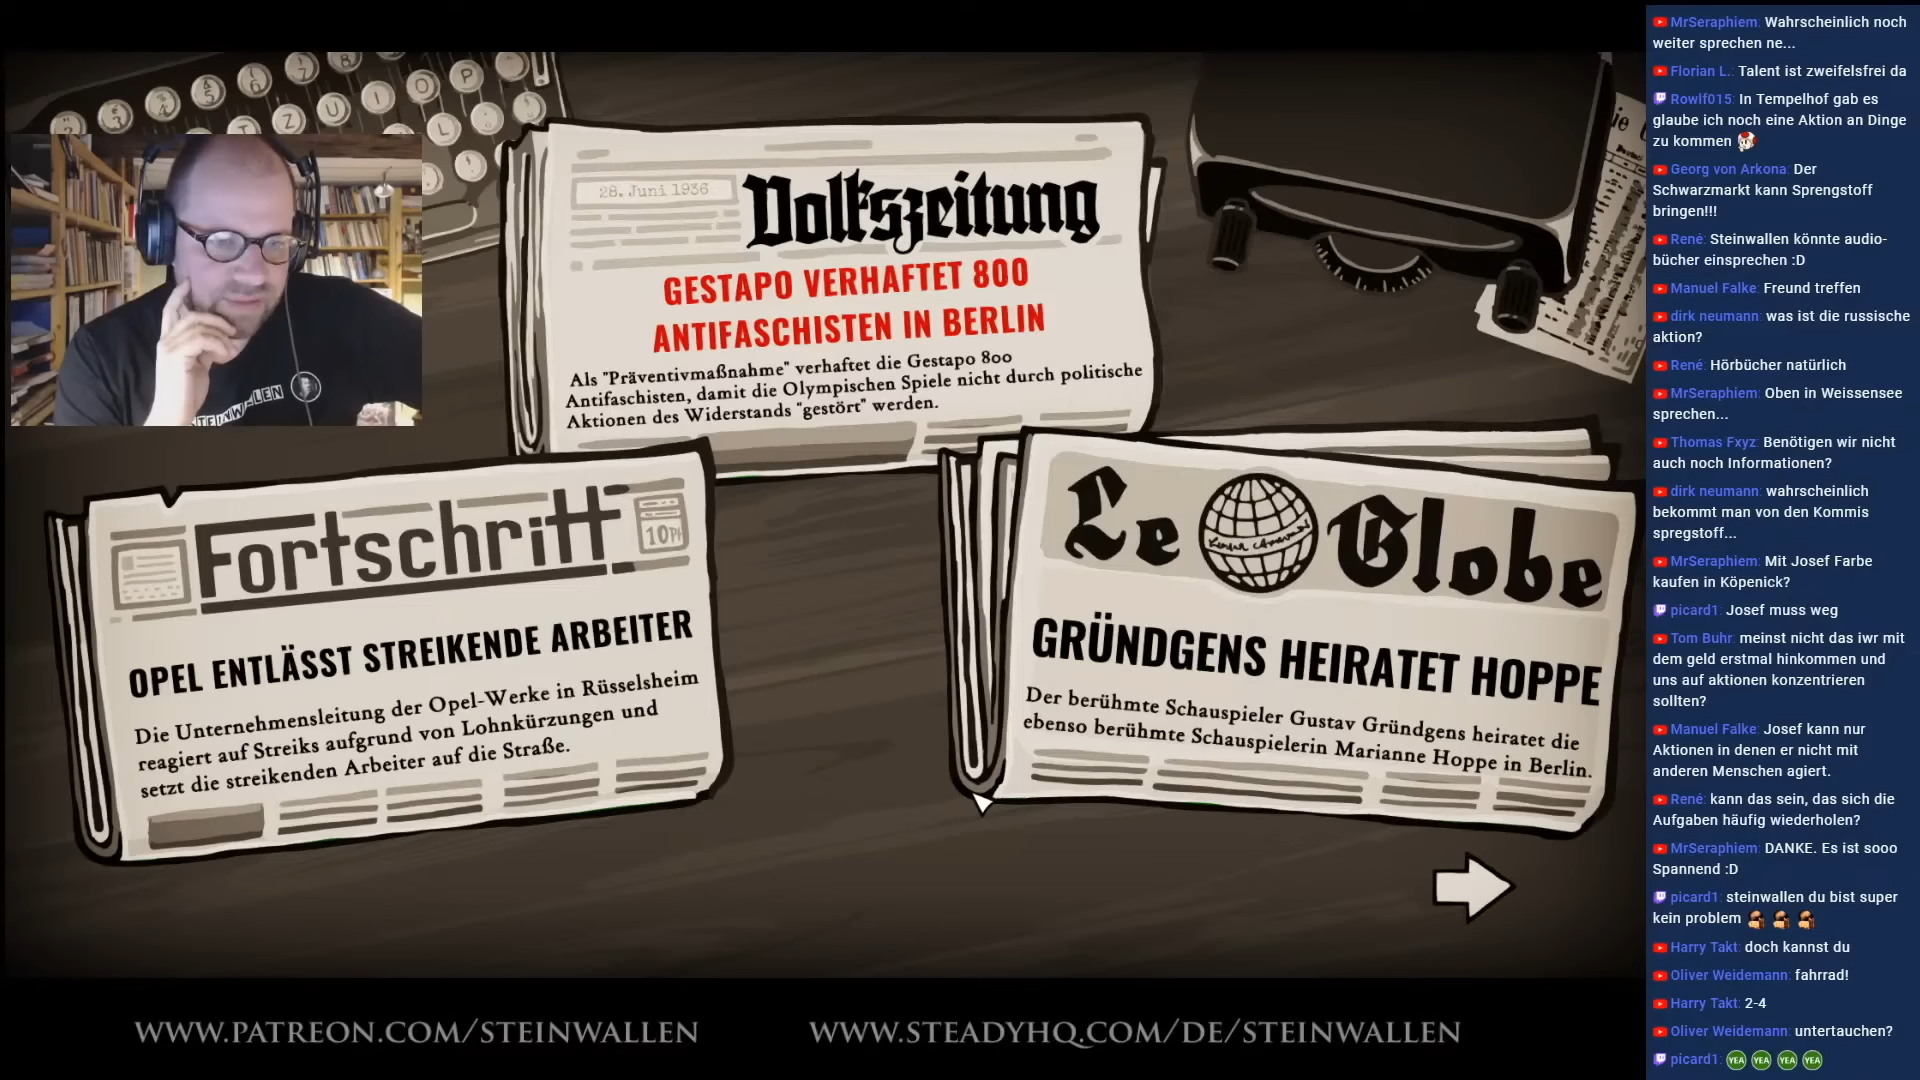 28. Juni 1936
Volkszeitung
GESTAPO VERHAFTET 800
ANTIFASCHISTEN IN BERLIN
Als "Präventivmaßnahme" verhaftet die Gestapo 800
Antifaschisten, damit die Olympischen Spiele nicht durch politische
Aktionen des Widerstands "gestört" werden.
Fortschritt
OPEL ENTLÄSST STREIKENDE ARBEITER
Die Unternehmensleitung der Opel-Werke in Rüsselsheim
reagiert auf Streiks aufgrund von Lohnkürzungen und
setzt die streikenden Arbeiter auf die Straße.
Le Globe
GRÜNDGENS HEIRATET HOPPE
Der berühmte Schauspieler Gustav Gründgens heiratet die
ebenso berühmte Schauspielerin Marianne Hoppe in Berlin.
STEINWALLEN
WWW.PATREON.COM/STEINWALLEN
WWW.STEADYHQ.COM/DE/STEINWALLEN
MrSeraphiem: Wahrscheinlich noch
weiter sprechen ne...
Florian L.: Talent ist zweifelsfrei da
Rowlf015: In Tempelhof gab es
glaube ich noch eine Aktion an Dinge
zu kommen
Georg von Arkona: Der
Schwarzmarkt kann Sprengstoff
bringen!!!
René: Steinwallen könnte audio-
bücher einsprechen :D
Manuel Falke: Freund treffen
dirk neumann: was ist die russische
aktion?
René: Hörbücher natürlich
MrSeraphiem: Oben in Weissensee
sprechen...
Thomas Fxyz: Benötigen wir nicht
auch noch Informationen?
dirk neumann: wahrscheinlich
bekommt man von den Kommis
spregstoff...
MrSeraphiem: Mit Josef Farbe
kaufen in Köpenick?
picard1: Josef muss weg
Tom Buhr: meinst nicht das iwr mit
dem geld erstmal hinkommen und
uns auf aktionen konzentrieren
sollten?
Manuel Falke: Josef kann nur
Aktionen in denen er nicht mit
anderen Menschen agiert.
René: kann das sein, das sich die
Aufgaben häufig wiederholen?
MrSeraphiem: DANKE. Es ist sooo
Spannend :D
picard1: steinwallen du bist super
kein problem
Harry Takt: doch kannst du
Oliver Weidemann: fahrrad!
Harry Takt: 2-4
Oliver Weidemann: untertauchen?
picard1: YEA YEA YEA YEA